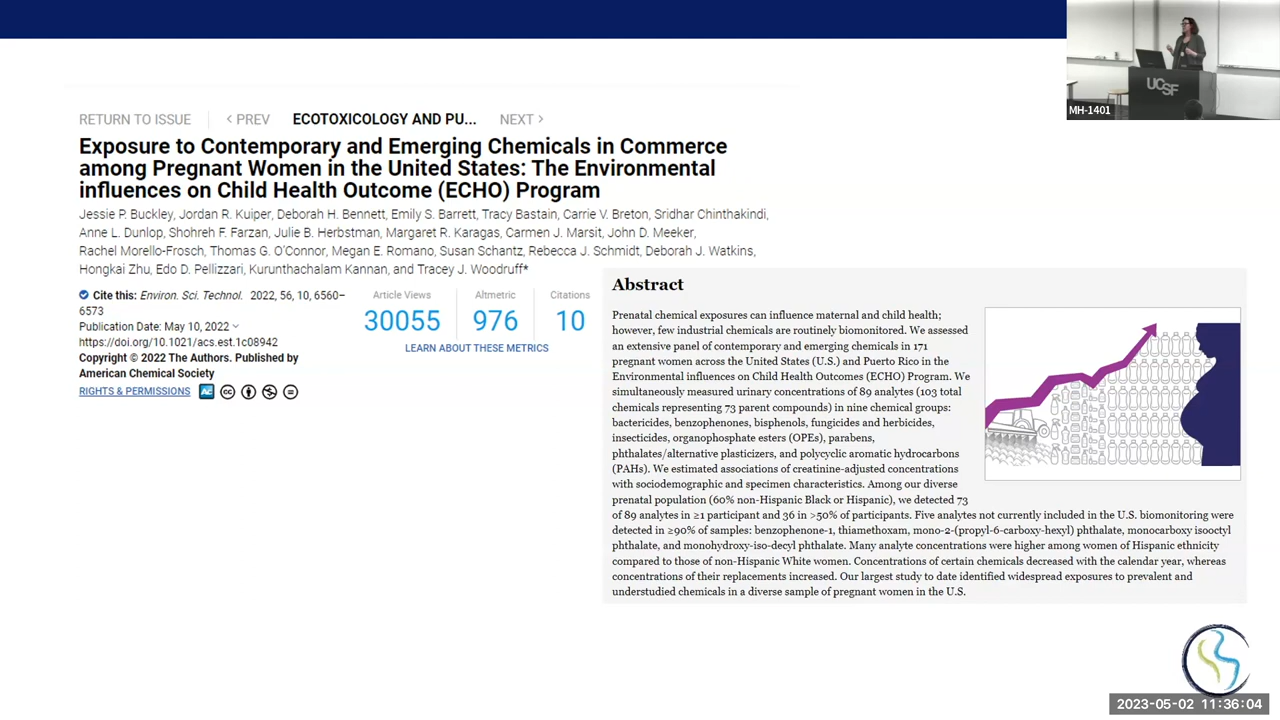 UCSF
MH-1401
RETURN TO ISSUE
< PREV
ECOTOXICOLOGY AND PU...
NEXT >
Exposure to Contemporary and Emerging Chemicals in Commerce
among Pregnant Women in the United States: The Environmental
influences on Child Health Outcome (ECHO) Program
Jessie P. Buckley, Jordan R. Kuiper, Deborah H. Bennett, Emily S. Barrett, Tracy Bastain, Carrie V. Breton, Sridhar Chinthakindi,
Anne L. Dunlop, Shohreh F. Farzan, Julie B. Herbstman, Margaret R. Karagas, Carmen J. Marsit, John D. Meeker,
Rachel Morello-Frosch, Thomas G. O'Connor, Megan E. Romano, Susan Schantz, Rebecca J. Schmidt, Deborah J. Watkins,
Hongkai Zhu, Edo D. Pellizzari, Kurunthachalam Kannan, and Tracey J. Woodruff*
Cite this: Environ. Sci. Technol. 2022, 56, 10, 6560–
6573
Publication Date: May 10, 2022
https://doi.org/10.1021/acs.est.1c08942
Copyright © 2022 The Authors. Published by
American Chemical Society
RIGHTS & PERMISSIONS
Article Views
30055
Altmetric
976
Citations
10
LEARN ABOUT THESE METRICS
Abstract
Prenatal chemical exposures can influence maternal and child health;
however, few industrial chemicals are routinely biomonitored. We assessed
an extensive panel of contemporary and emerging chemicals in 171
pregnant women across the United States (U.S.) and Puerto Rico in the
Environmental influences on Child Health Outcomes (ECHO) Program. We
simultaneously measured urinary concentrations of 89 analytes (103 total
chemicals representing 73 parent compounds) in nine chemical groups:
bactericides, benzophenones, bisphenols, fungicides and herbicides,
insecticides, organophosphate esters (OPEs), parabens,
phthalates/alternative plasticizers, and polycyclic aromatic hydrocarbons
(PAHs). We estimated associations of creatinine-adjusted concentrations
with sociodemographic and specimen characteristics. Among our diverse
prenatal population (60% non-Hispanic Black or Hispanic), we detected 73
of 89 analytes in ≥1 participant and 36 in >50% of participants. Five analytes not currently included in the U.S. biomonitoring were
detected in ≥90% of samples: benzophenone-1, thiamethoxam, mono-2-(propyl-6-carboxy-hexyl) phthalate, monocarboxy isooctyl
phthalate, and monohydroxy-iso-decyl phthalate. Many analyte concentrations were higher among women of Hispanic ethnicity
compared to those of non-Hispanic White women. Concentrations of certain chemicals decreased with the calendar year, whereas
concentrations of their replacements increased. Our largest study to date identified widespread exposures to prevalent and
understudied chemicals in a diverse sample of pregnant women in the U.S.
2023-05-02 11:36:04